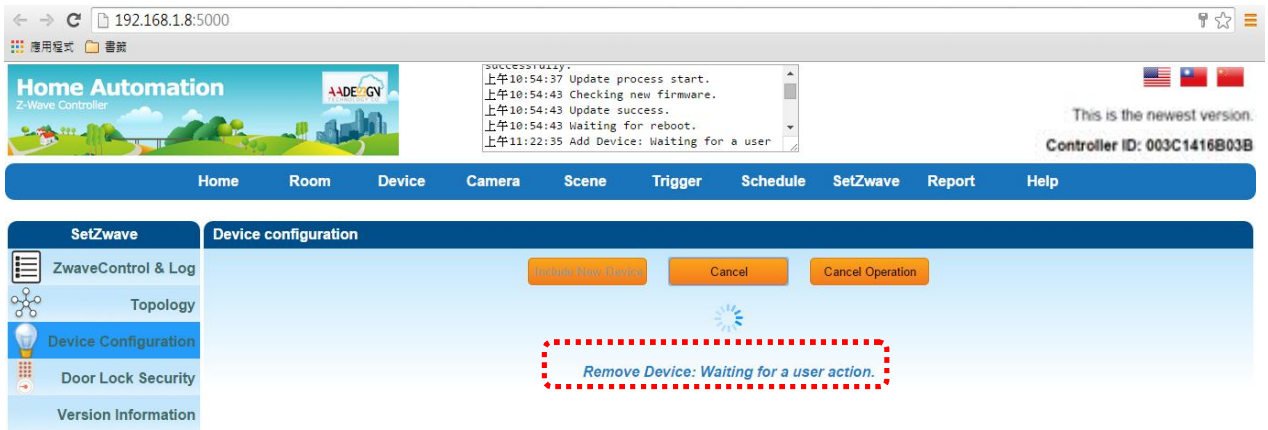 192.168.1.8:5000
應用程式 書籤
Home Automation
Z-Wave Controller
AADESIGN
TECHNOLOGY CO.
successfully.
上午10:54:37 Update process start.
上午10:54:43 Checking new firmware.
上午10:54:43 Update success.
上午10:54:43 Waiting for reboot.
上午11:22:35 Add Device: Waiting for a user
This is the newest version.
Controller ID: 003C1416B03B
Home Room Device Camera Scene Trigger Schedule SetZwave Report Help
SetZwave
Device configuration
ZwaveControl & Log
Include New Device Cancel Cancel Operation
Topology
Device Configuration
Remove Device: Waiting for a user action.
Door Lock Security
Version Information